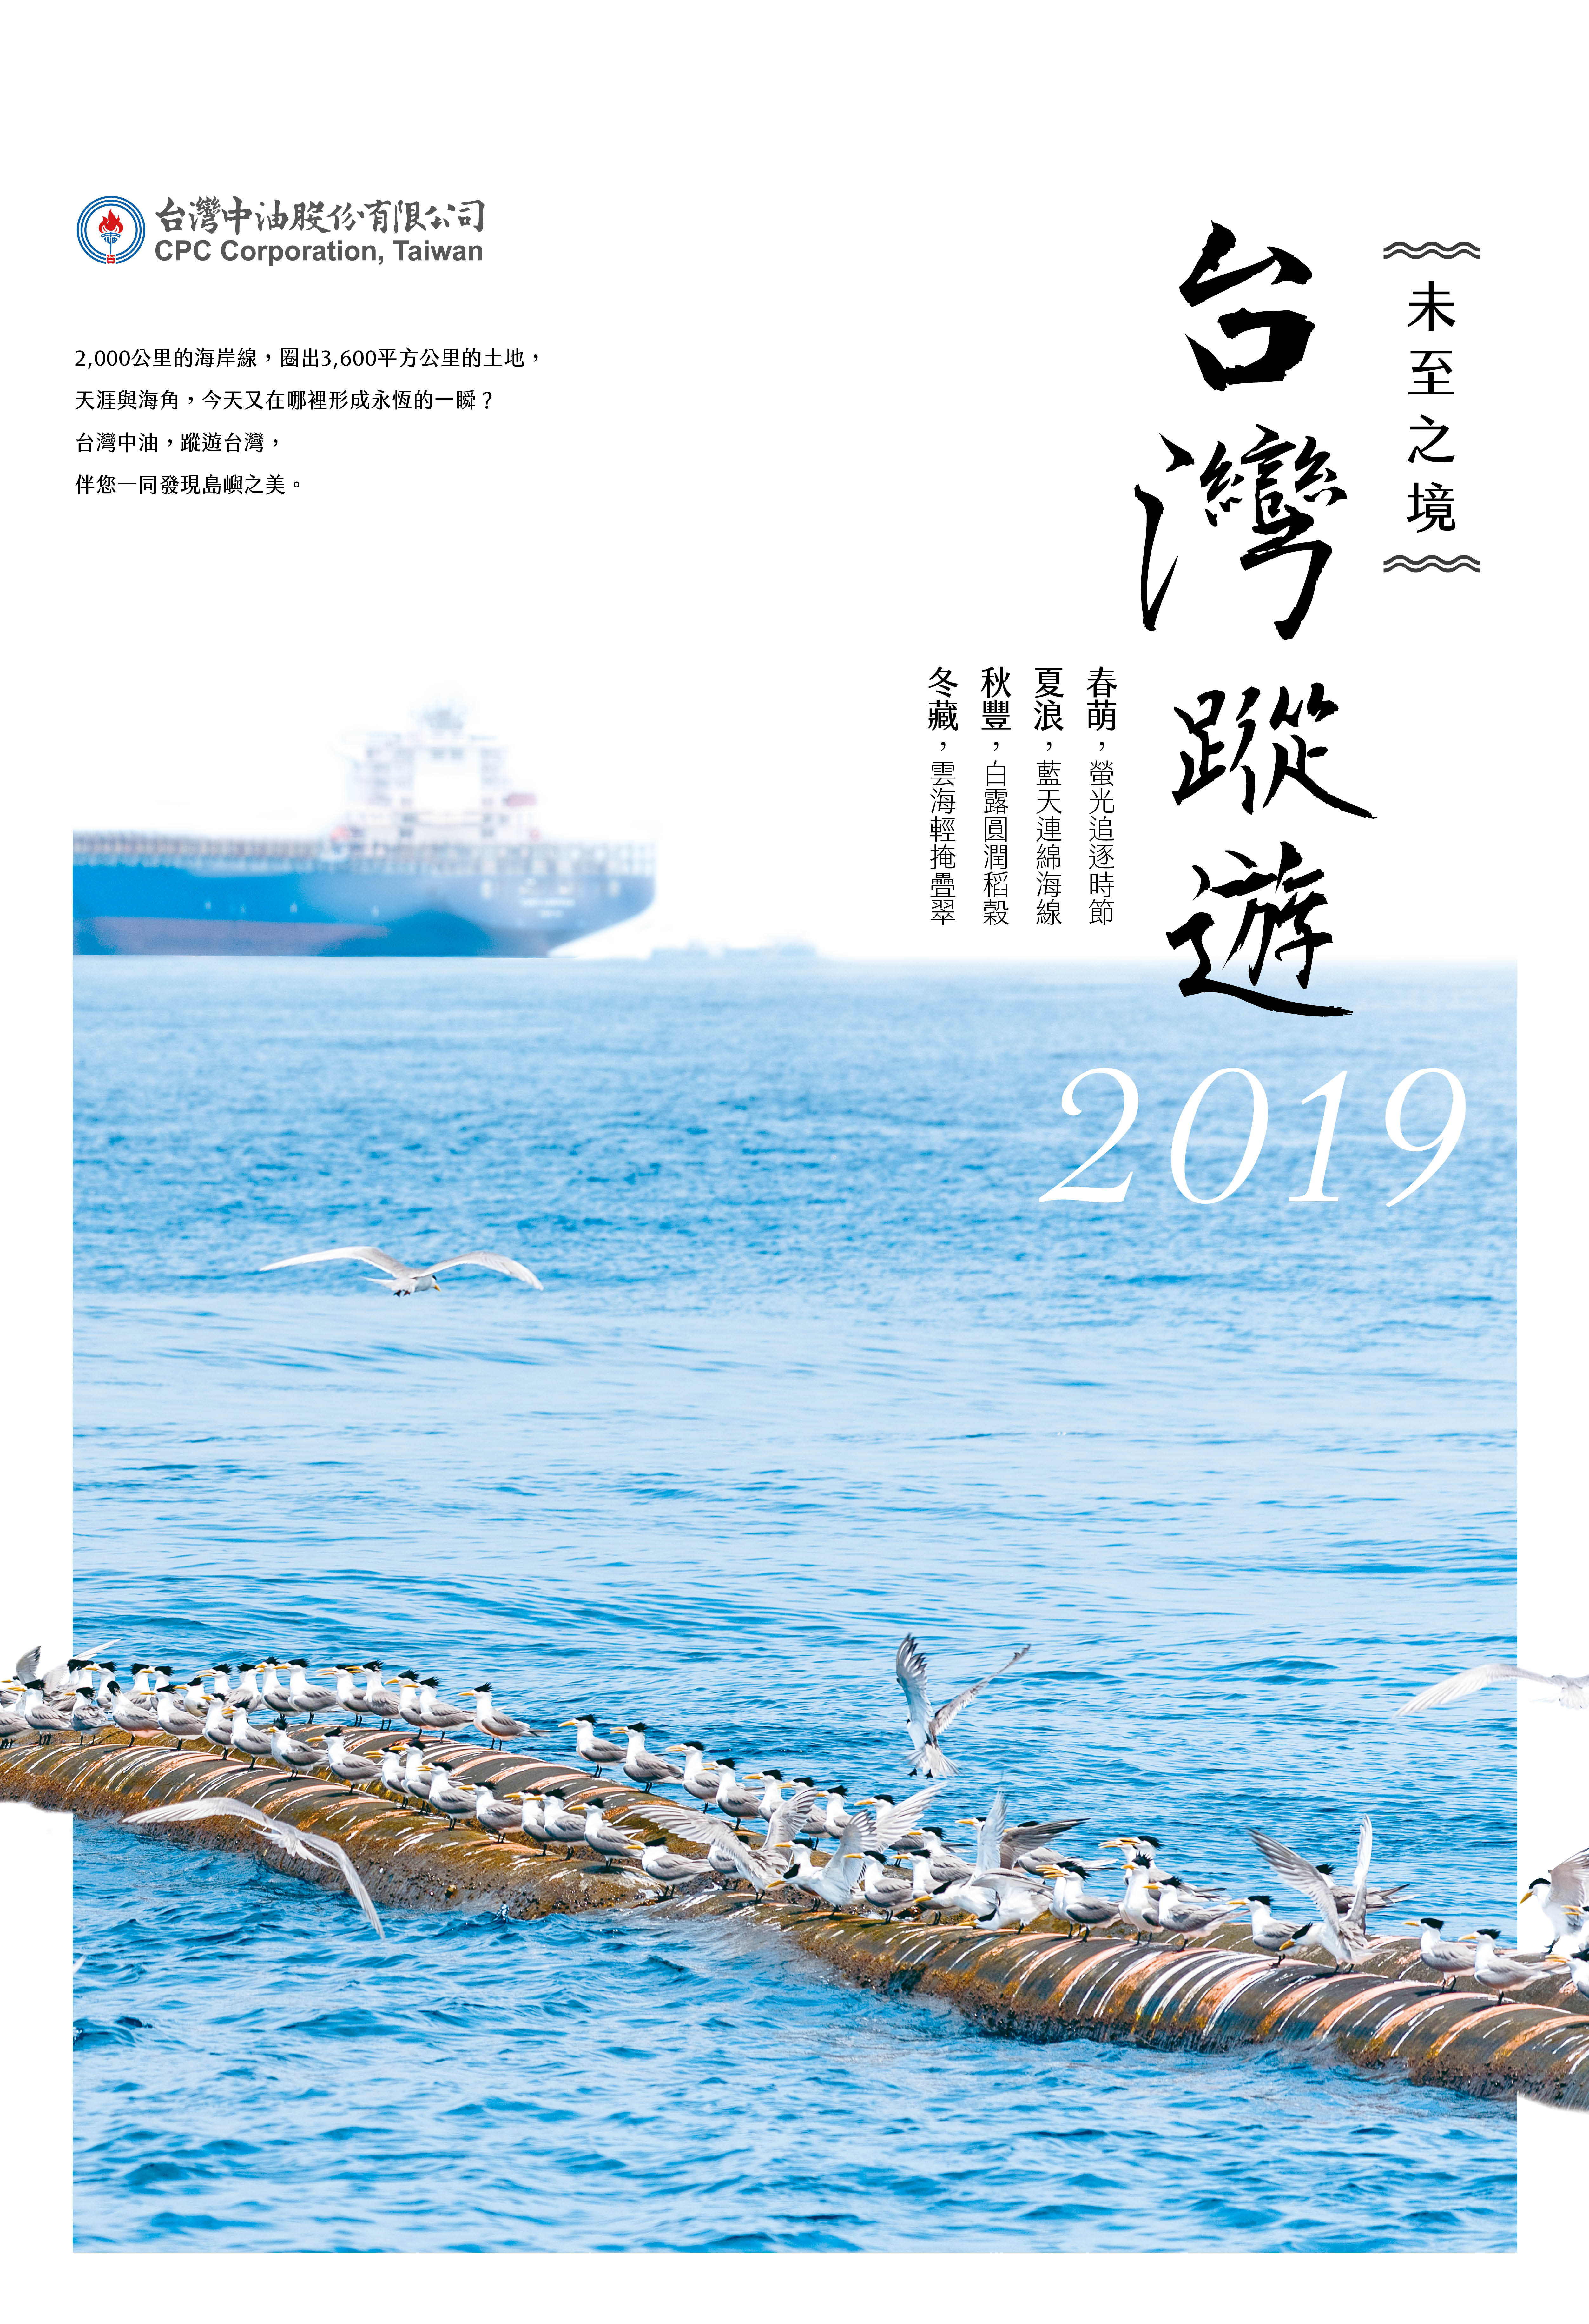 台灣中油股份有限公司
CPC Corporation, Taiwan
2,000公里的海岸線，圈出3,600平方公里的土地，
天涯與海角，今天又在哪裡形成永恆的一瞬？
台灣中油，蹤遊台灣，
伴您一同發現島嶼之美。
未至之境
台灣蹤遊
2019
春萌，螢光追逐時節
夏浪，藍天連綿海線
秋豐，白露圓潤稻穀
冬藏，雲海輕掩疊翠